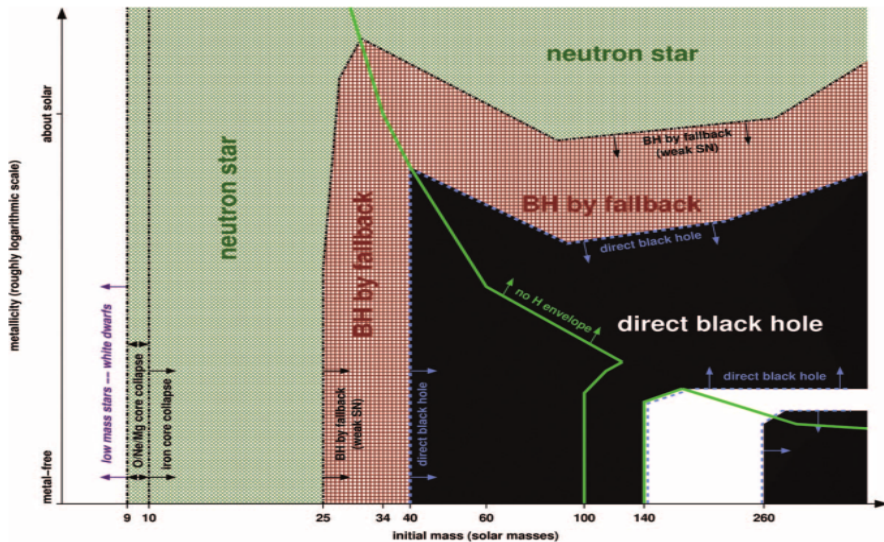 metallicity (roughly logarithmic scale)
about solar
metal−free
neutron star
neutron star
BH by fallback
(weak SN)
BH by fallback
BH by fallback
direct black hole
no H envelope
direct black hole
direct black hole
low mass stars −− white dwarfs
O/Ne/Mg core collapse
iron core collapse
BH by fallback
(weak SN)
direct black hole
9
10
25
34
40
60
100
140
260
initial mass (solar masses)